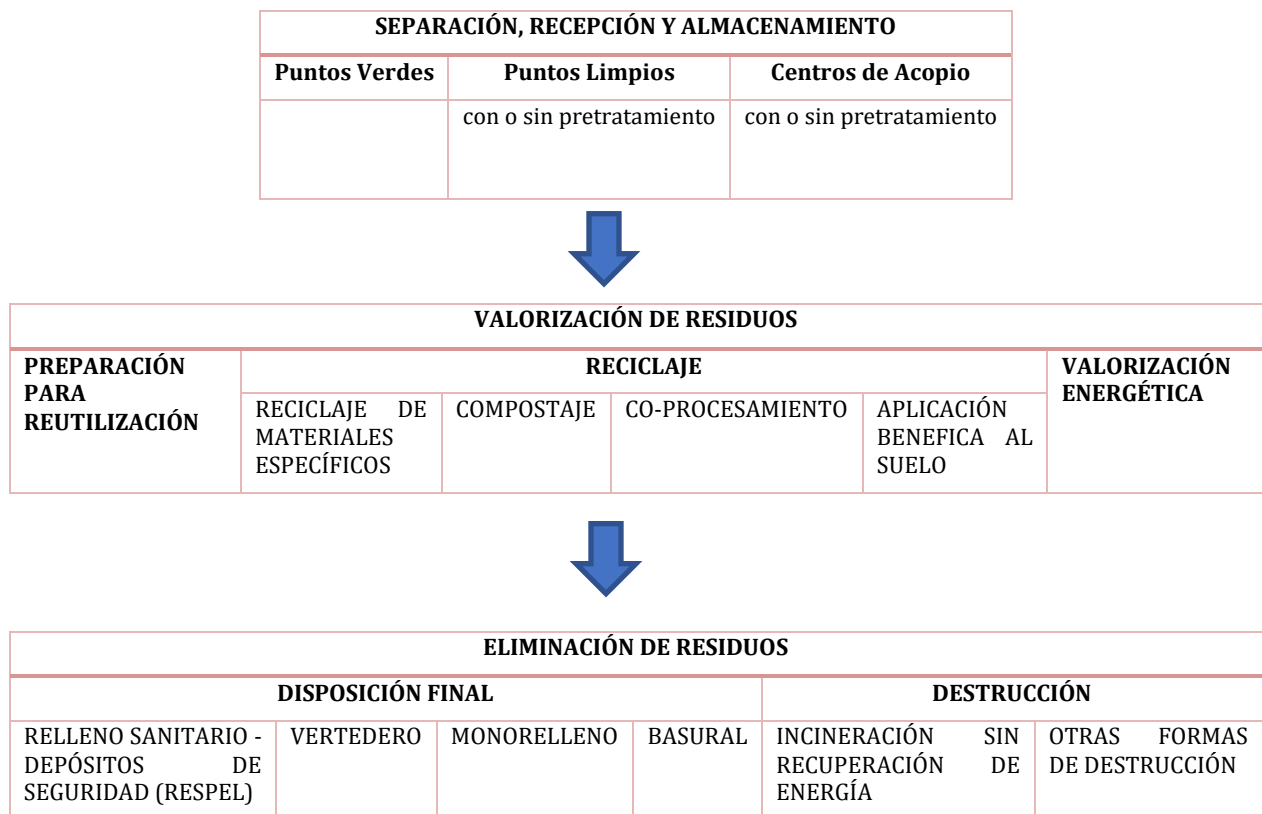 SEPARACIÓN, RECEPCIÓN Y ALMACENAMIENTO
Puntos Verdes
Puntos Limpios
Centros de Acopio
con o sin pretratamiento
con o sin pretratamiento
VALORIZACIÓN DE RESIDUOS
PREPARACIÓN
PARA
REUTILIZACIÓN
RECICLAJE
RECICLAJE DE
MATERIALES
ESPECÍFICOS
COMPOSTAJE
CO-PROCESAMIENTO
APLICACIÓN
BENEFICA AL
SUELO
VALORIZACIÓN
ENERGÉTICA
ELIMINACIÓN DE RESIDUOS
DISPOSICIÓN FINAL
DESTRUCCIÓN
RELLENO SANITARIO -
DEPÓSITOS DE
SEGURIDAD (RESPEL)
VERTEDERO
MONORELLENO
BASURAL
INCINERACIÓN SIN
RECUPERACIÓN DE
ENERGÍA
OTRAS FORMAS
DE DESTRUCCIÓN